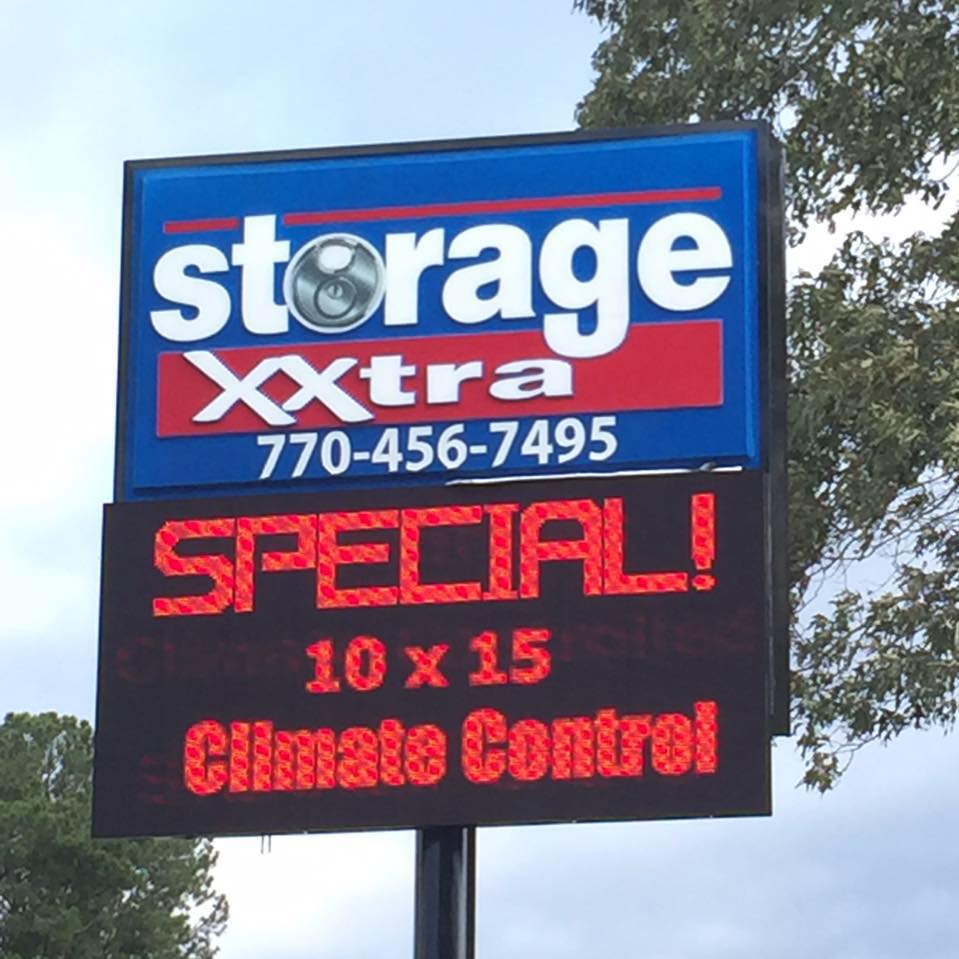 storage
xxtra
770-456-7495
SPECIAL!
10 x 15
Climate Control